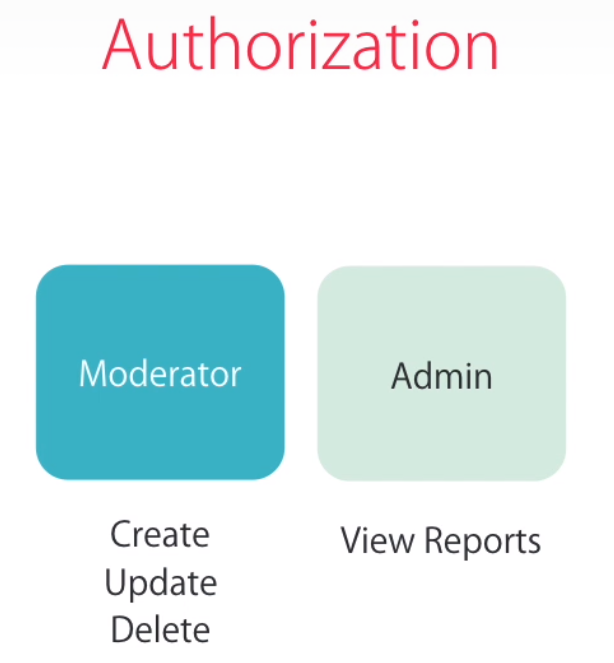 Authorization
Moderator
Admin
Create
Update
Delete
View Reports